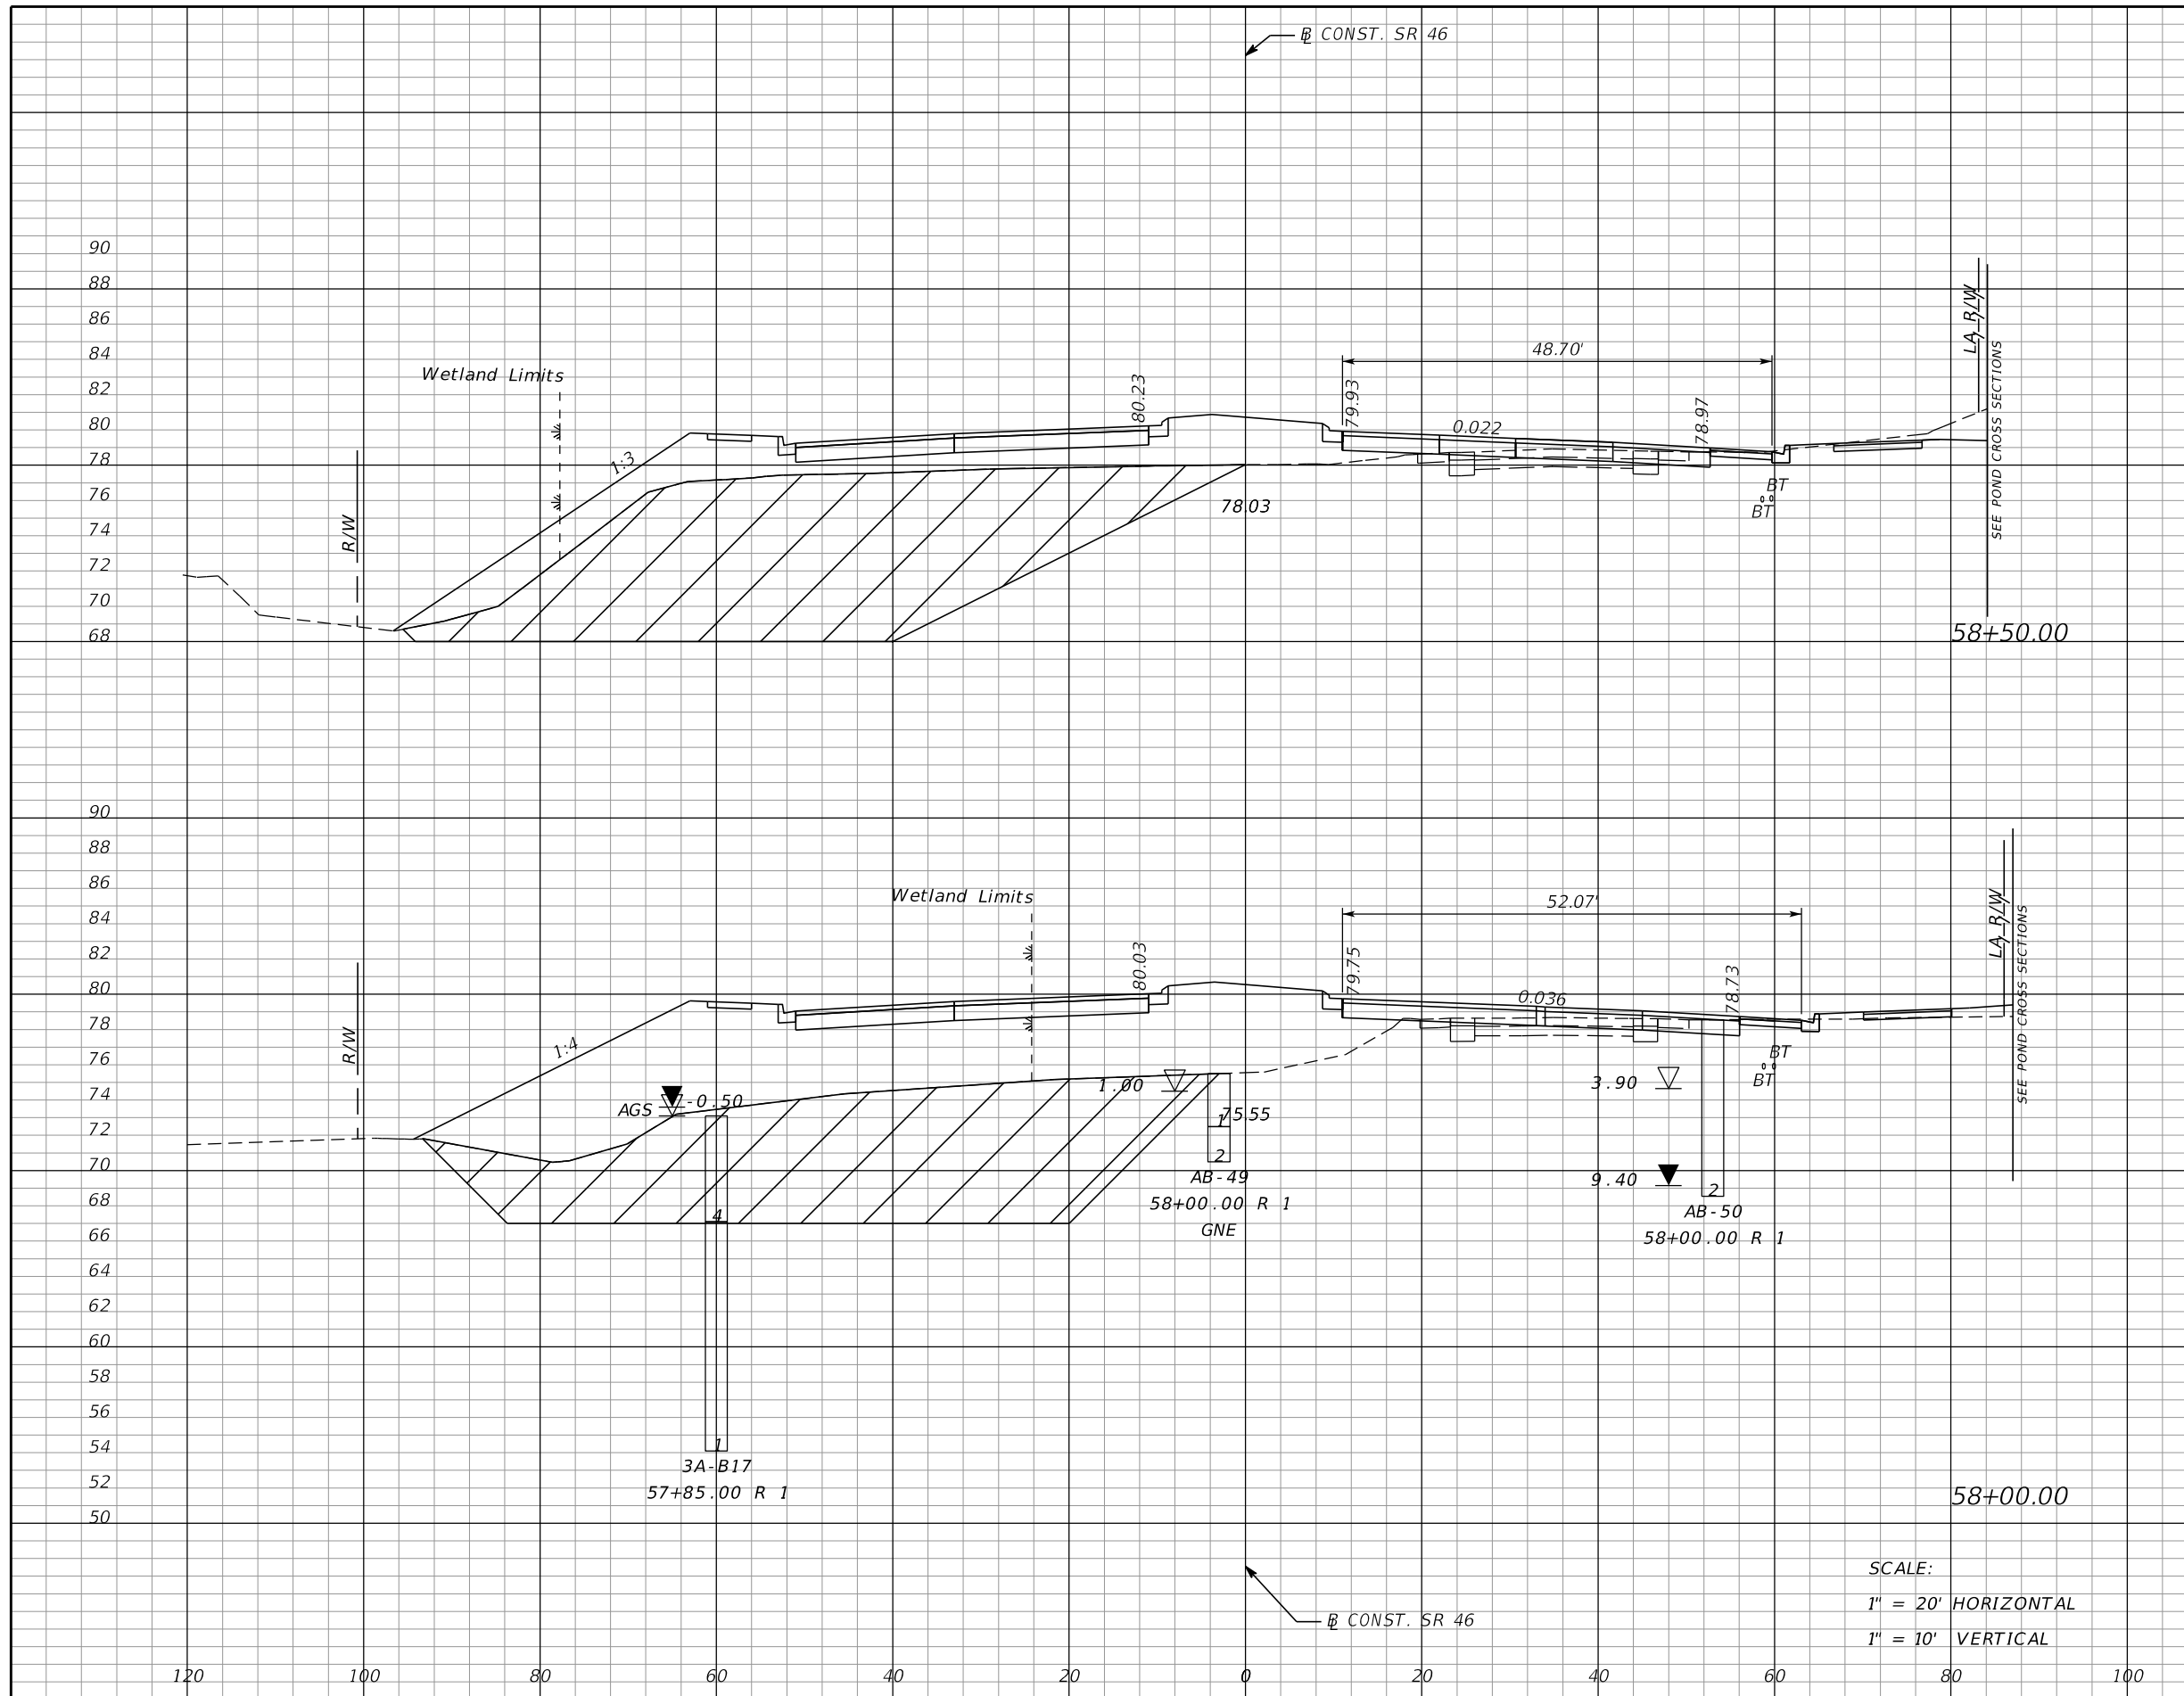 ℄ CONST. SR 46
90
88
86
84
82
80
78
76
74
72
70
68
R/W
Wetland Limits
1:3
80.23
78.03
79.93
48.70'
0.022
78.97
BT
BT
LA R/W
SEE POND CROSS SECTIONS
58+50.00
90
88
86
84
82
80
78
76
74
72
70
68
66
64
62
60
58
56
54
52
50
R/W
1:4
Wetland Limits
80.03
79.75
52.07'
0.036
78.73
BT
BT
LA R/W
SEE POND CROSS SECTIONS
AGS
-0.50
4
1
3A-B17
57+85.00 R 1
1.00
75.55
1
2
AB-49
58+00.00 R 1
GNE
3.90
9.40
2
AB-50
58+00.00 R 1
58+00.00
℄ CONST. SR 46
SCALE:
1" = 20' HORIZONTAL
1" = 10' VERTICAL
120 100 80 60 40 20 0 20 40 60 80 100